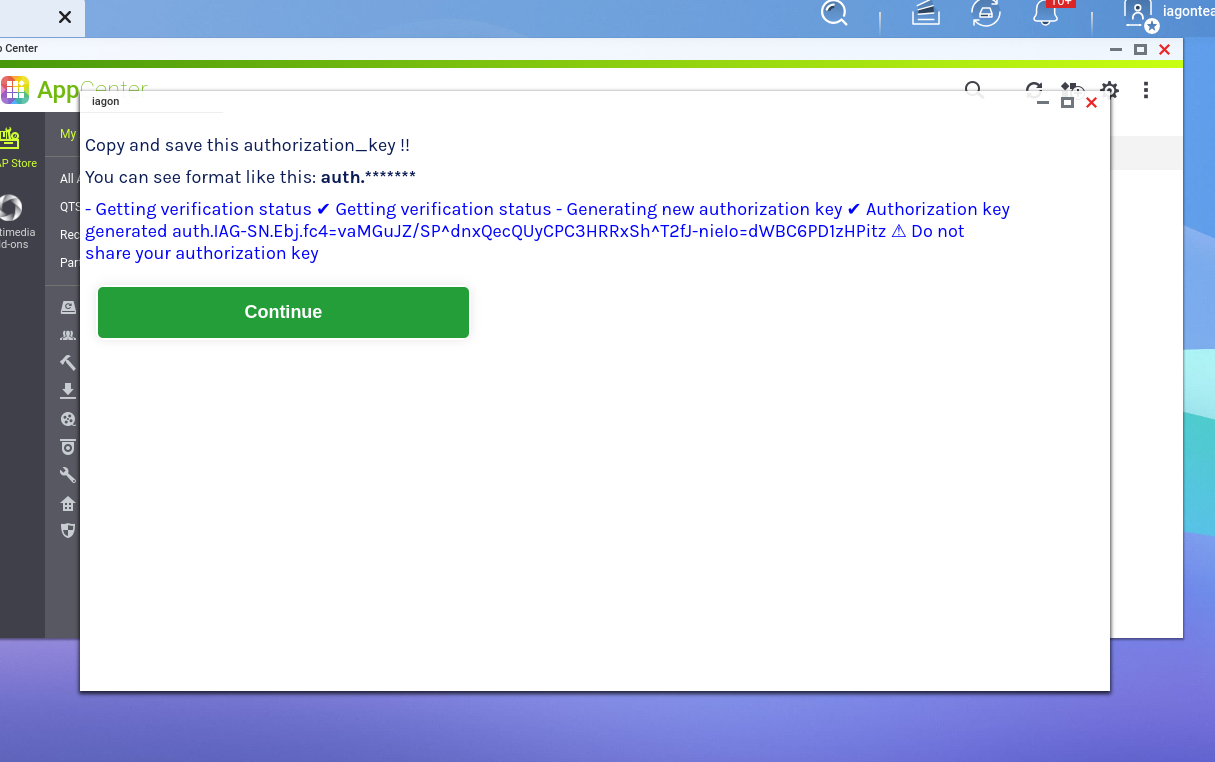 10+
iagontea
p Center
AppCenter
iagon
My
AP Store
All A
QTS
timedia
dd-ons
Rec
Par
Copy and save this authorization_key !!
You can see format like this: auth.*******
- Getting verification status ✔ Getting verification status - Generating new authorization key ✔ Authorization key
generated auth.IAG-SN.Ebj.fc4=vaMGuJZ/SP^dnxQecQUyCPC3HRRxSh^T2fJ-nieIo=dWBC6PD1zHPitz ⚠ Do not
share your authorization key
Continue